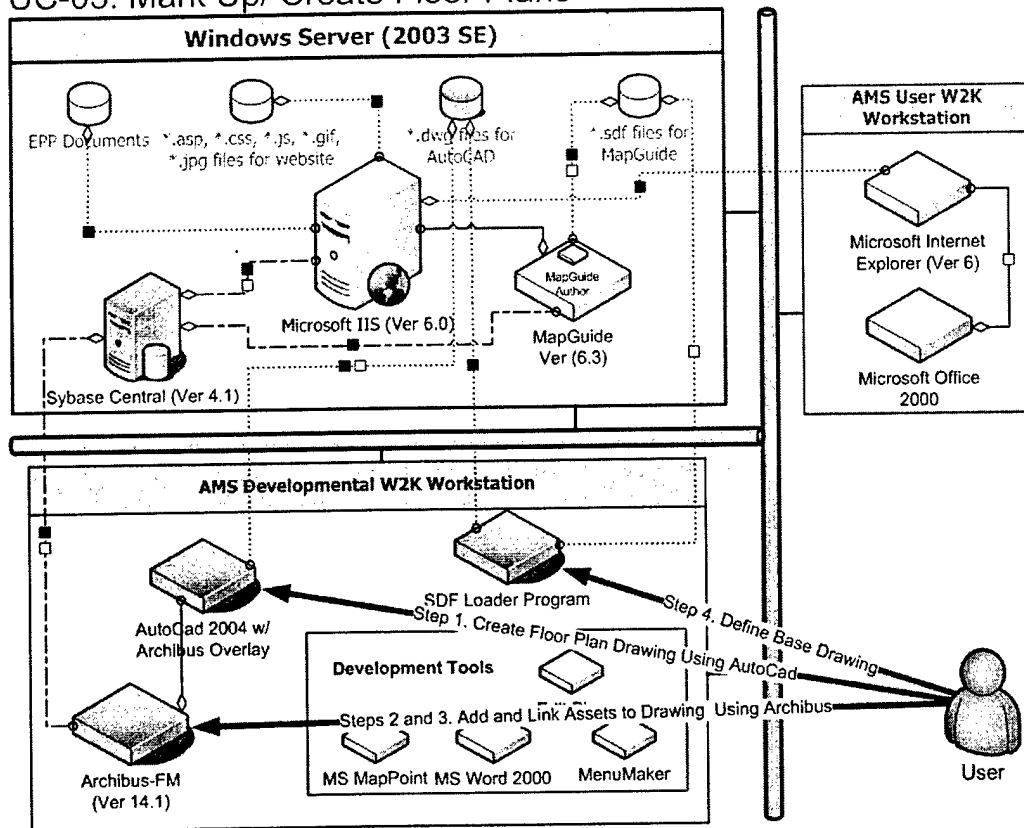 UC-03. Mark Up/ Create Floor Plans
Windows Server (2003 SE)
EPP Documents
*.asp, *.css, *.js, *.gif,
*.jpg files for website
*.dwg files for
AutoCAD
*.sdf files for
MapGuide
AMS User W2K
Workstation
Microsoft Internet
Explorer (Ver 6)
Microsoft Office
2000
MapGuide
Author
Microsoft IIS (Ver 6.0)
MapGuide
Ver (6.3)
Sybase Central (Ver 4.1)
AMS Developmental W2K Workstation
SDF Loader Program
AutoCad 2004 w/
Archibus Overlay
Step 1. Create Floor Plan Drawing Using AutoCad
Step 4. Define Base Drawing
Development Tools
Steps 2 and 3. Add and Link Assets to Drawing Using Archibus
MS MapPoint
MS Word 2000
MenuMaker
Archibus-FM
(Ver 14.1)
User